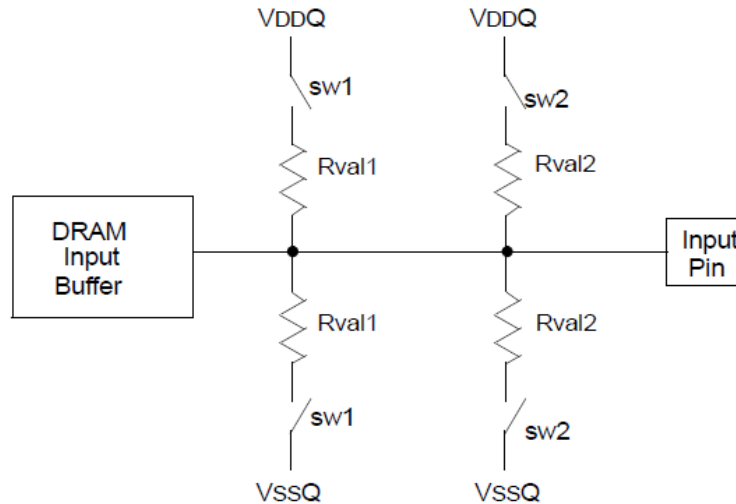 VDDQ VDDQ
sw1 sw2
Rval1 Rval2
DRAM
Input
Buffer
Input
Pin
Rval1 Rval2
sw1 sw2
VSSQ VSSQ